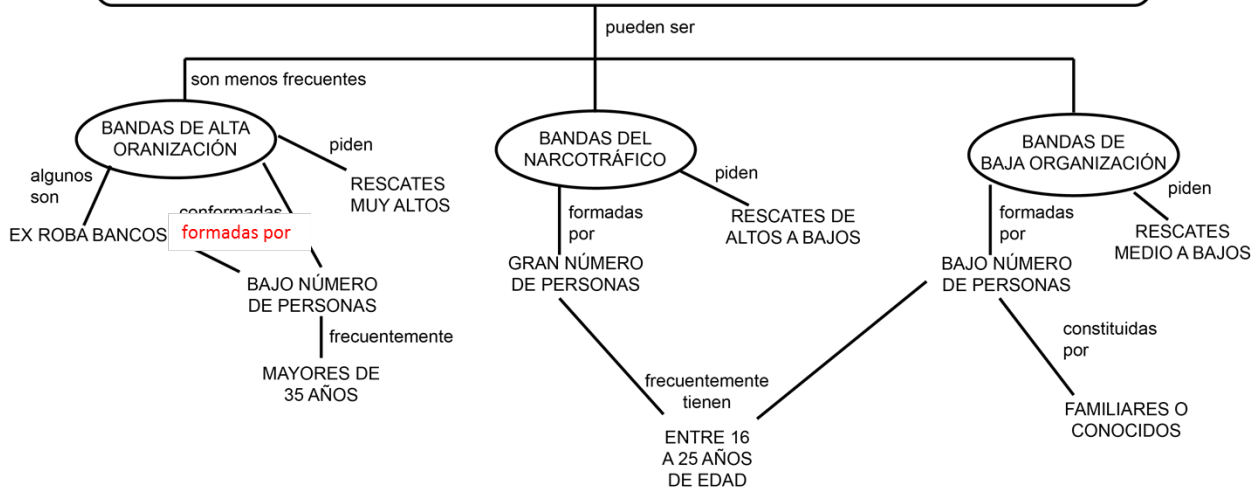 pueden ser
son menos frecuentes
BANDAS DE ALTA
ORANIZACIÓN
piden
RESCATES
MUY ALTOS
algunos
son
EX ROBA BANCOS
conformadas
formadas por
BAJO NÚMERO
DE PERSONAS
frecuentemente
MAYORES DE
35 AÑOS
BANDAS DEL
NARCOTRÁFICO
piden
RESCATES DE
ALTOS A BAJOS
formadas
por
GRAN NÚMERO
DE PERSONAS
frecuentemente
tienen
ENTRE 16
A 25 AÑOS
DE EDAD
BANDAS DE
BAJA ORGANIZACIÓN
piden
RESCATES
MEDIO A BAJOS
formadas
por
BAJO NÚMERO
DE PERSONAS
constituidas
por
FAMILIARES O
CONOCIDOS